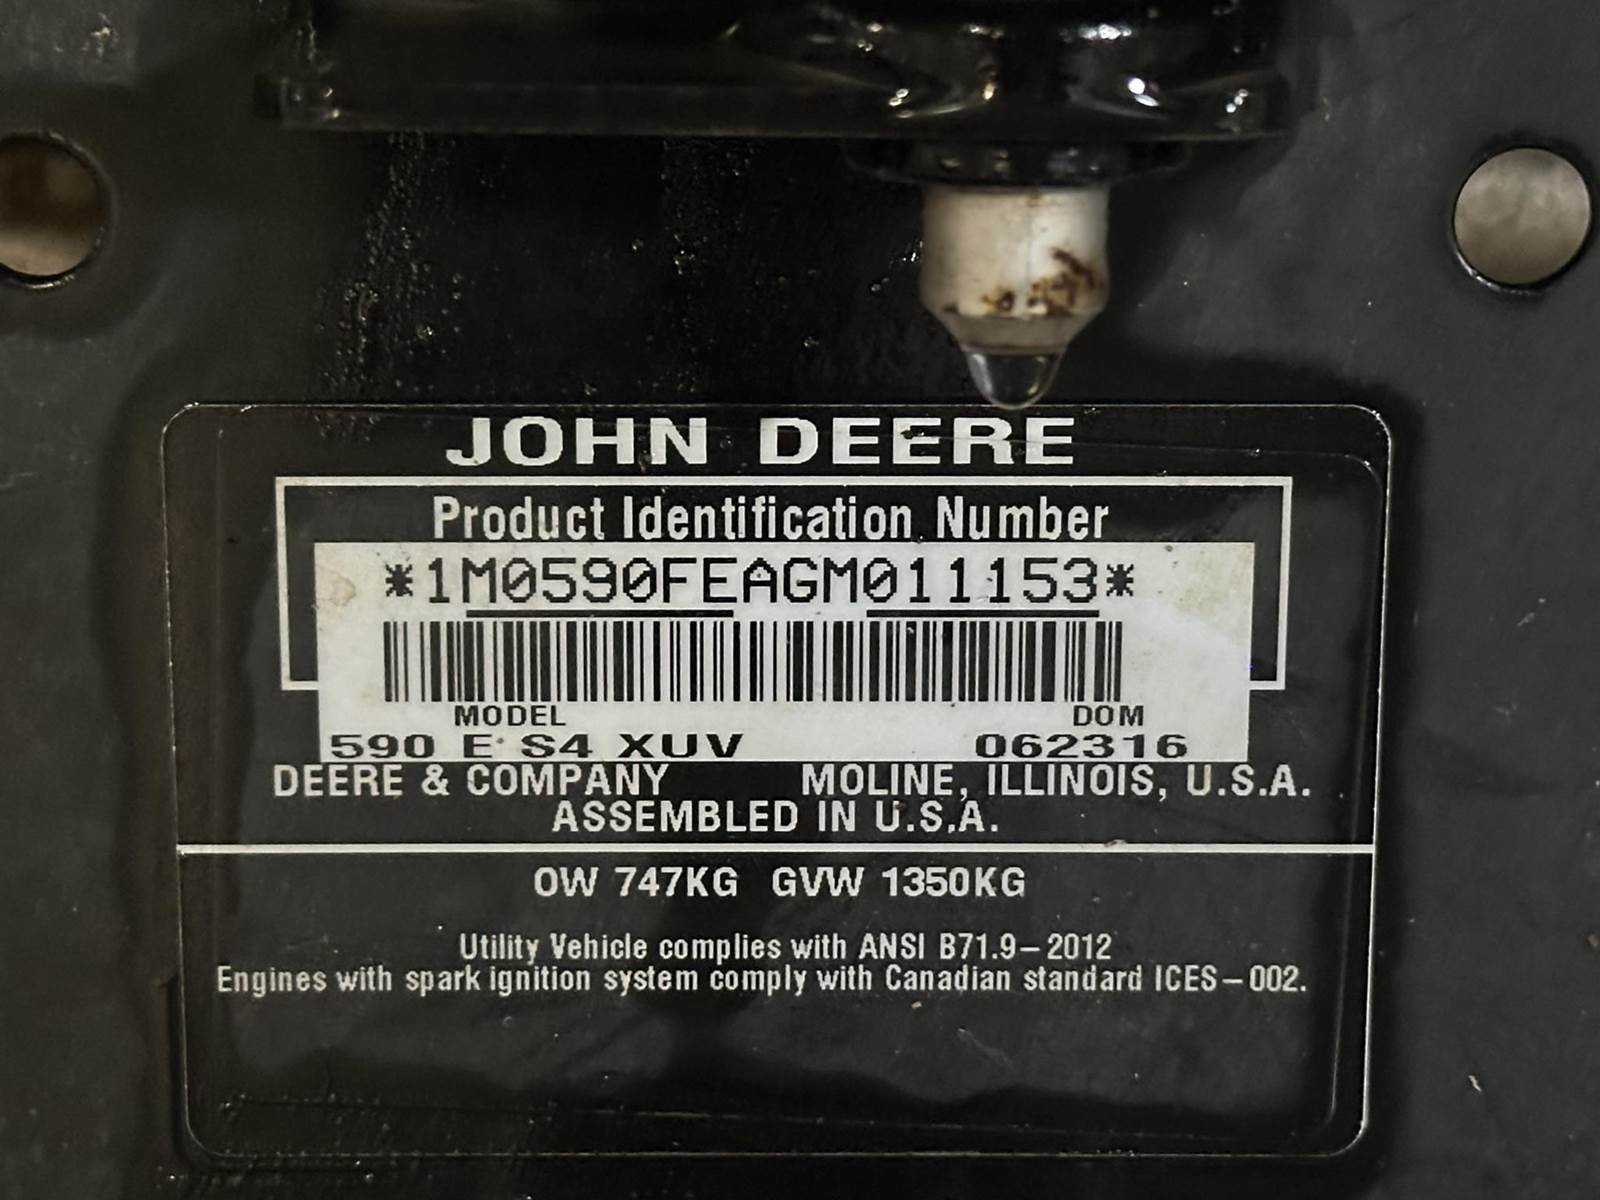 JOHN DEERE
Product Identification Number
*1M0590FEAGM011153*
MODEL DOM
590 E S4 XUV 062316
DEERE & COMPANY MOLINE, ILLINOIS, U.S.A.
ASSEMBLED IN U.S.A.
OW 747KG GVW 1350KG
Utility Vehicle complies with ANSI B71.9-2012
Engines with spark ignition system comply with Canadian standard ICES-002.